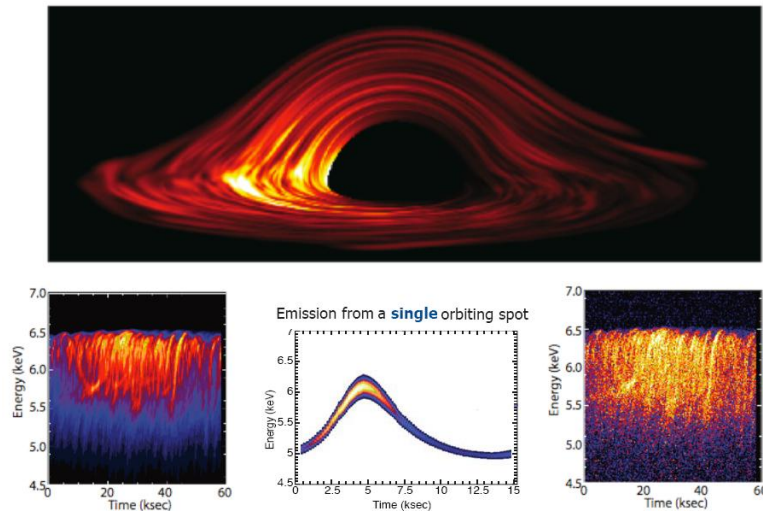 Emission from a single orbiting spot
7.0
6.5
6.0
5.5
5.0
4.5
Energy (keV)
0 20 40 60
Time (ksec)
7
6.5
6
5.5
5
4.5
Energy (keV)
0 2.5 5 7.5 10 12.5 15
Time (ksec)
7.0
6.5
6.0
5.5
5.0
4.5
Energy (keV)
0 20 40 60
Time (ksec)